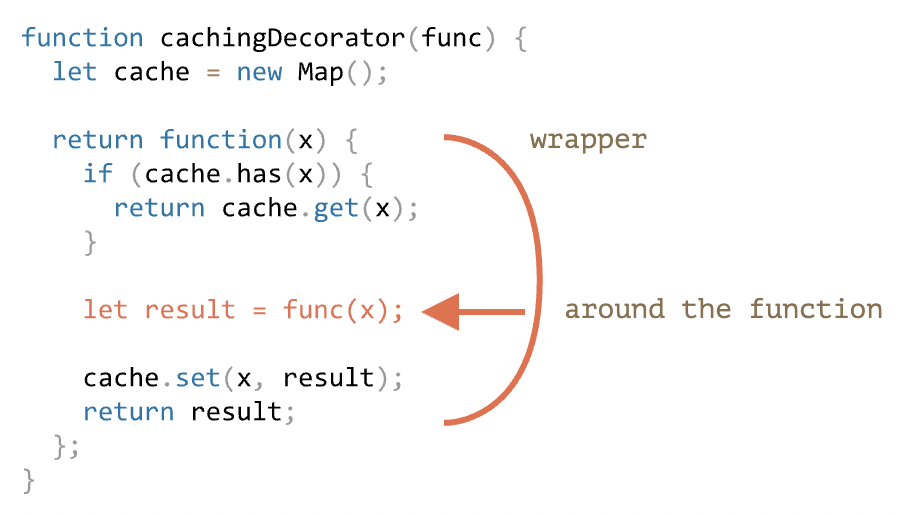 function cachingDecorator(func) {
let cache = new Map();
return function(x) {
wrapper
if (cache.has(x)) {
return cache.get(x);
}
let result = func(x);
around the function
cache.set(x, result);
return result;
};
}